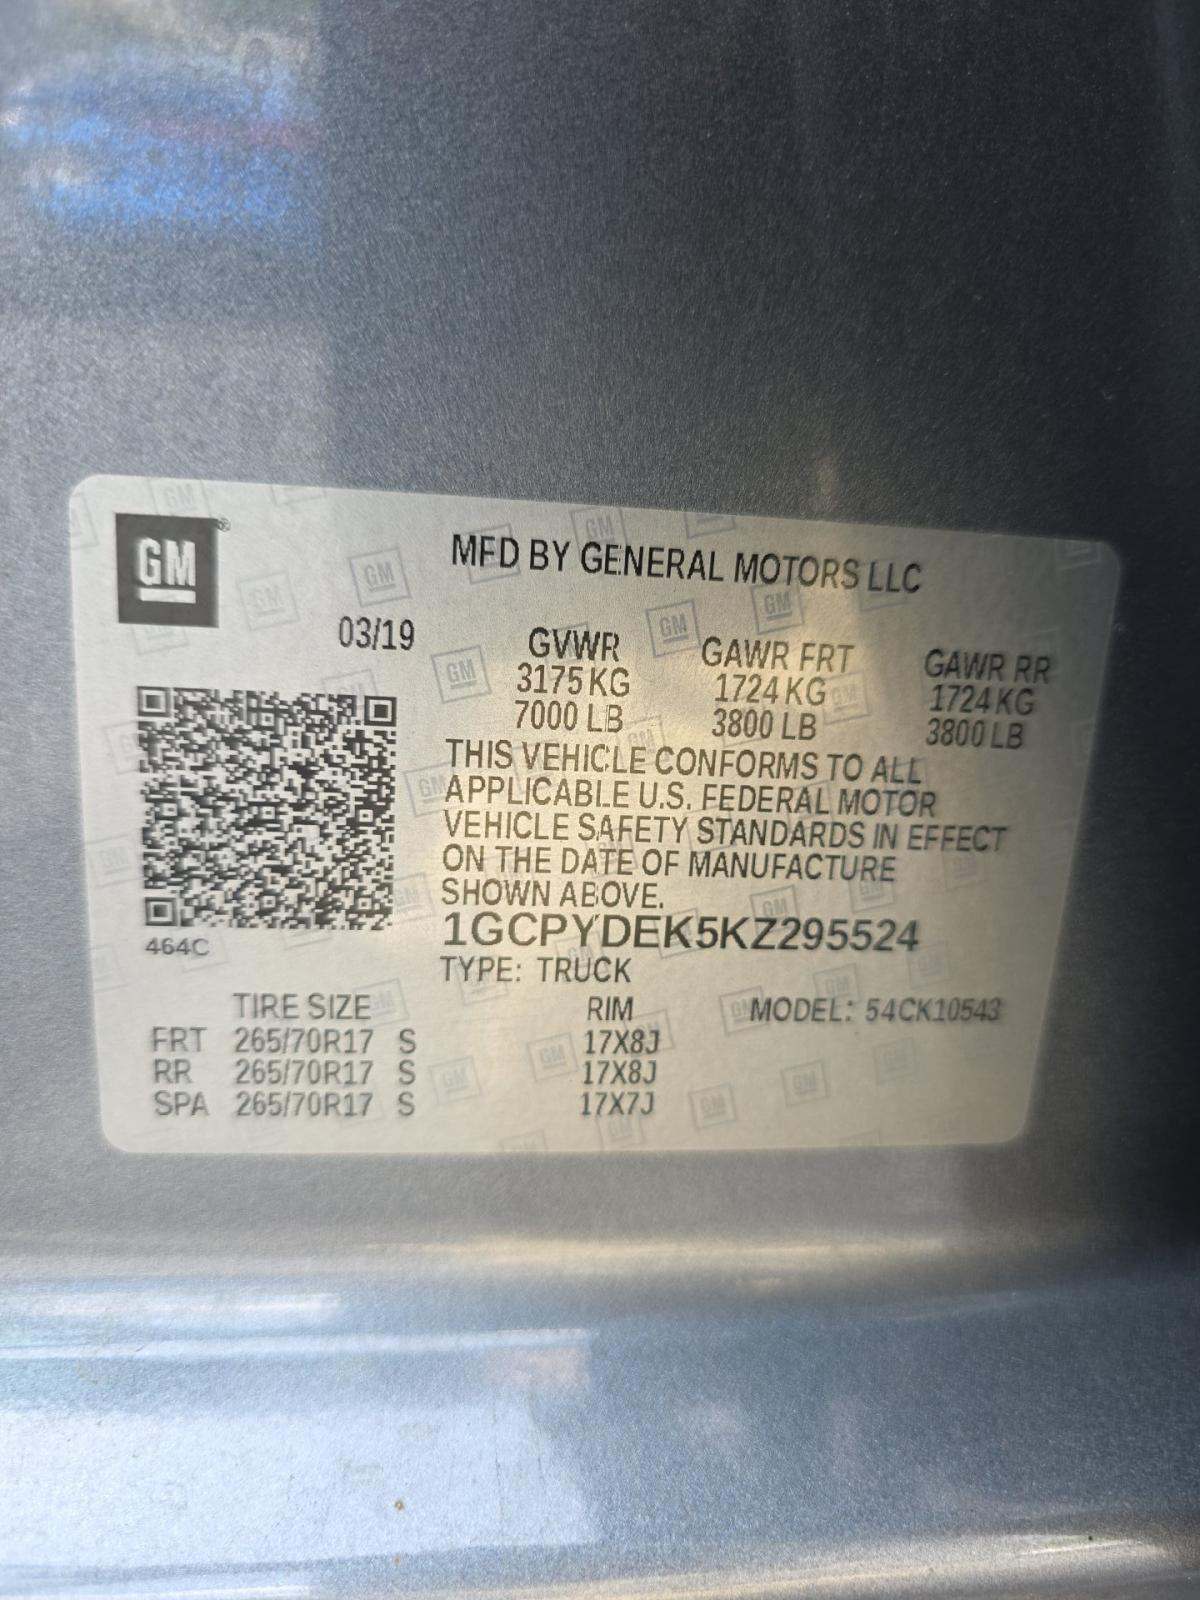 GM®
MFD BY GENERAL MOTORS LLC
03/19
GVWR GAWR FRT GAWR RR
3175 KG 1724 KG 1724 KG
7000 LB 3800 LB 3800 LB
THIS VEHICLE CONFORMS TO ALL
APPLICABLE U.S. FEDERAL MOTOR
VEHICLE SAFETY STANDARDS IN EFFECT
ON THE DATE OF MANUFACTURE
SHOWN ABOVE.
1GCPYDEK5KZ295524
464C
TYPE: TRUCK
TIRE SIZE RIM MODEL: 54CK10543
FRT 265/70R17 S 17X8J
RR 265/70R17 S 17X8J
SPA 265/70R17 S 17X7J